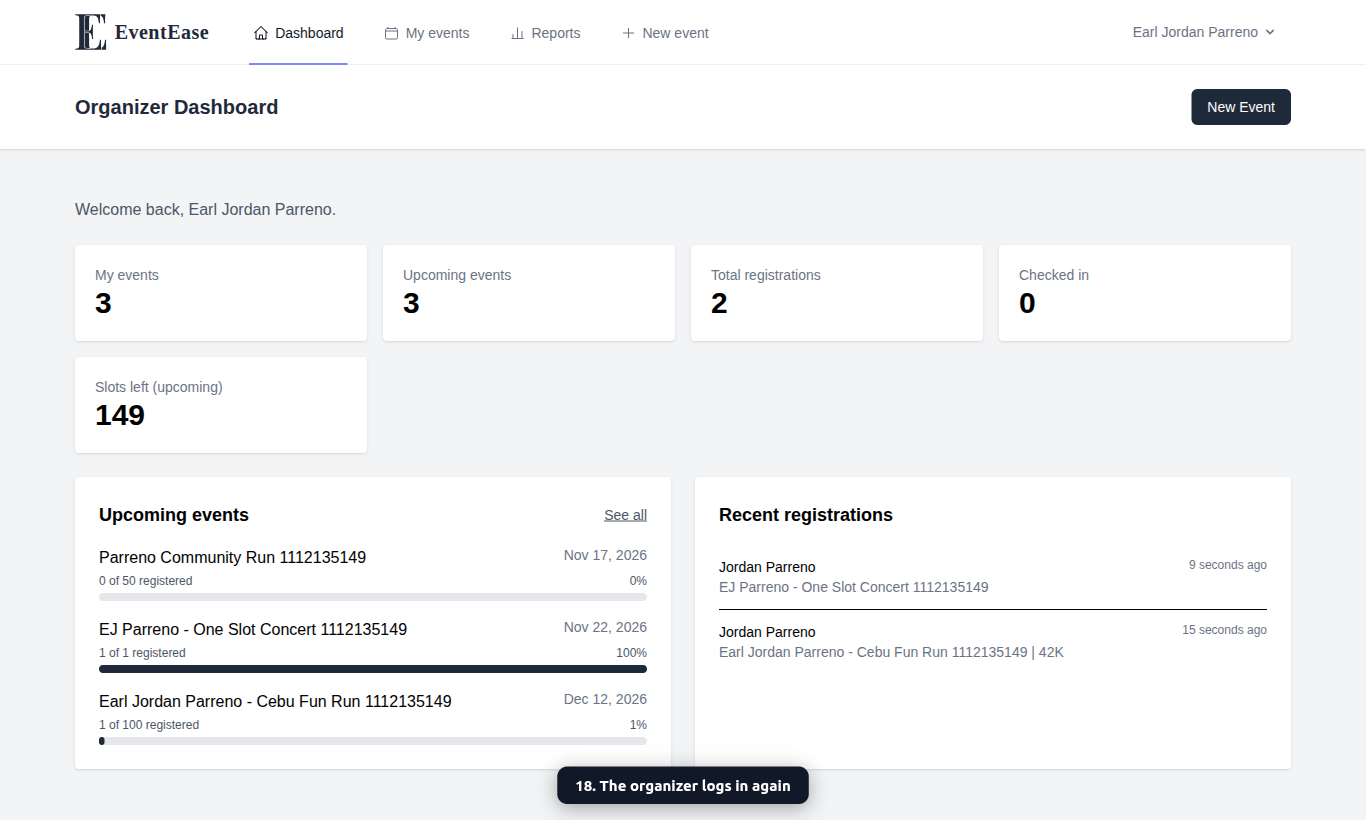 E EventEase
Dashboard
My events
Reports
New event
Earl Jordan Parreno
Organizer Dashboard
New Event
Welcome back, Earl Jordan Parreno.
My events
3
Upcoming events
3
Total registrations
2
Checked in
0
Slots left (upcoming)
149
Upcoming events
See all
Parreno Community Run 1112135149
Nov 17, 2026
0 of 50 registered
0%
EJ Parreno - One Slot Concert 1112135149
Nov 22, 2026
1 of 1 registered
100%
Earl Jordan Parreno - Cebu Fun Run 1112135149
Dec 12, 2026
1 of 100 registered
1%
Recent registrations
Jordan Parreno
9 seconds ago
EJ Parreno - One Slot Concert 1112135149
Jordan Parreno
15 seconds ago
Earl Jordan Parreno - Cebu Fun Run 1112135149 | 42K
18. The organizer logs in again